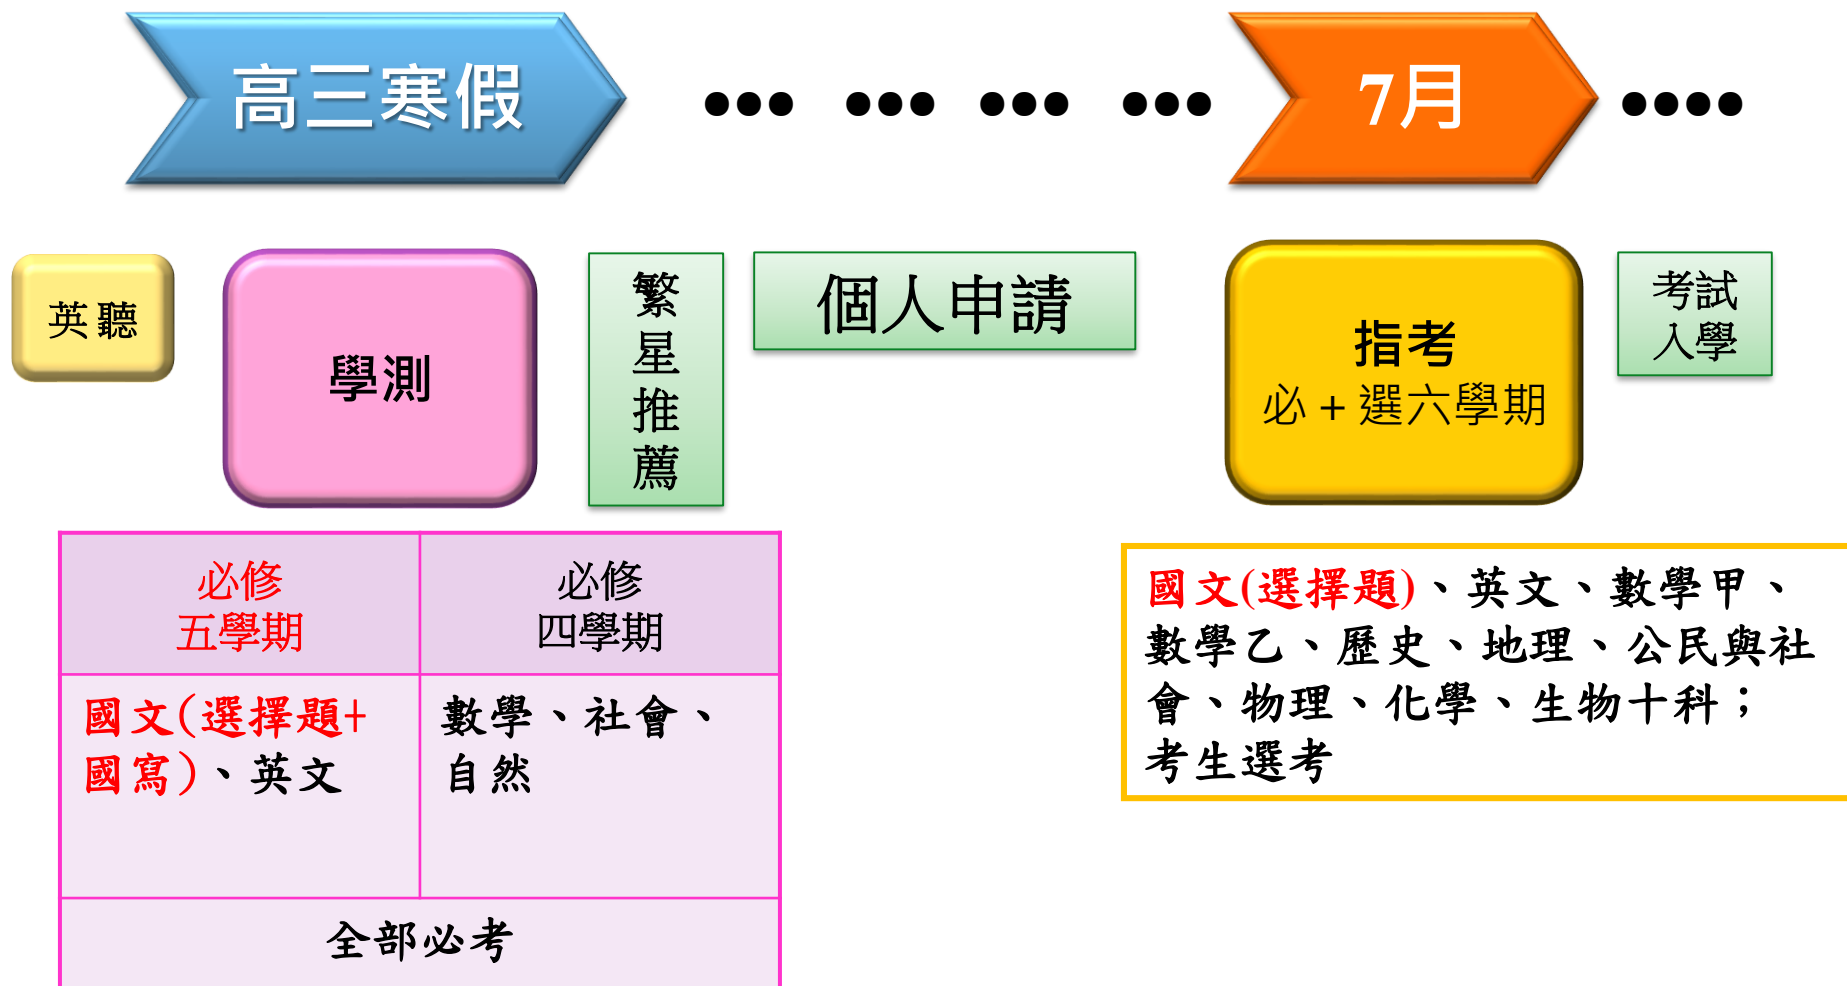 高三寒假
7月
英聽
學測
繁
星
推
薦
個人申請
指考
必+選六學期
考試
入學
必修
五學期
必修
四學期
國文(選擇題+
國寫)、英文
數學、社會、
自然
全部必考
國文(選擇題)、英文、數學甲、
數學乙、歷史、地理、公民與社
會、物理、化學、生物十科；
考生選考